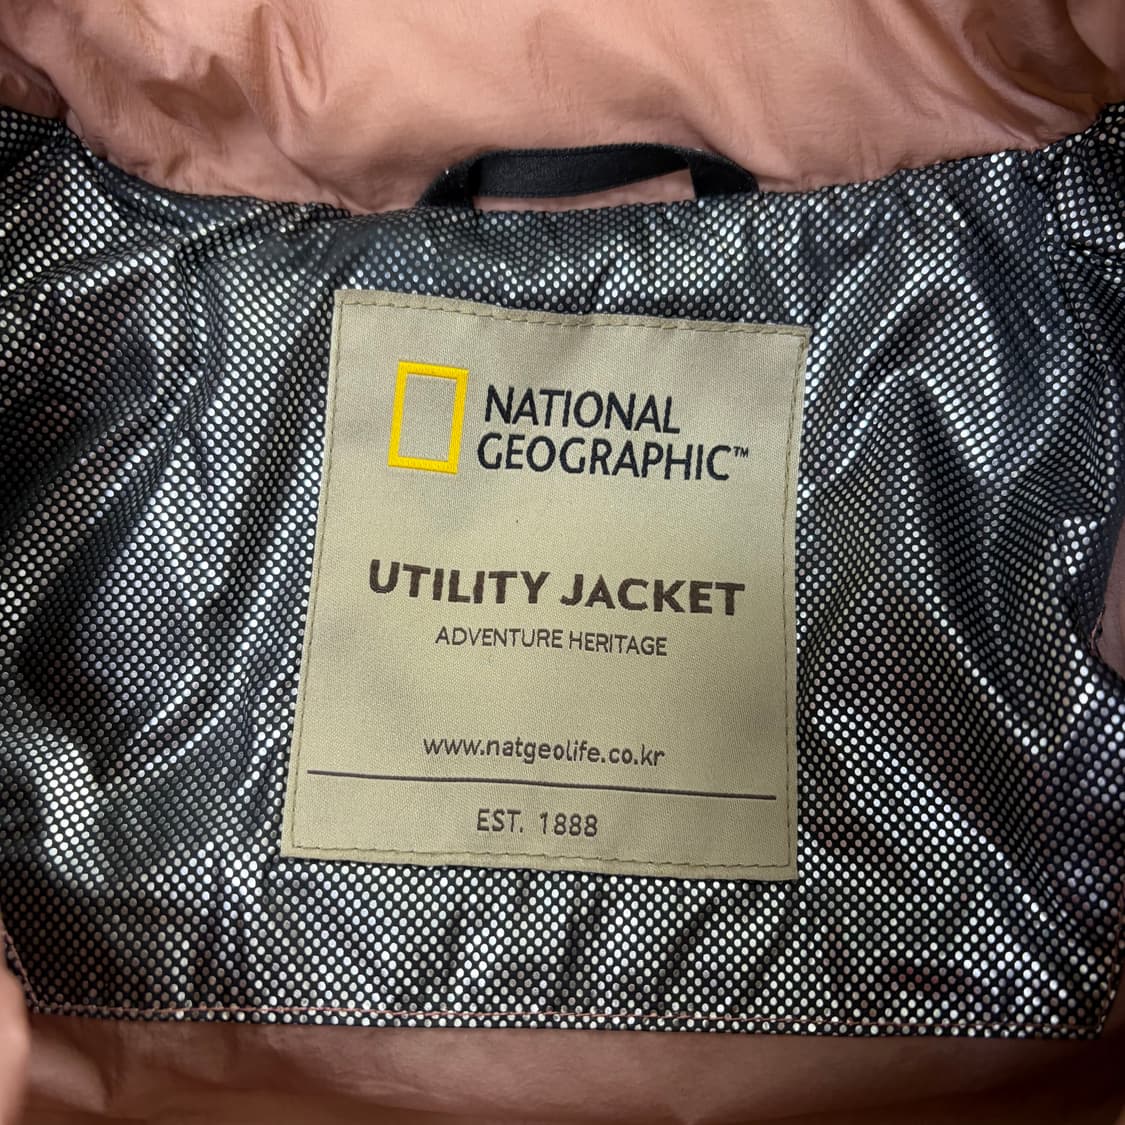 NATIONAL
GEOGRAPHIC™
UTILITY JACKET
ADVENTURE HERITAGE
www.natgeolife.co.kr
EST. 1888